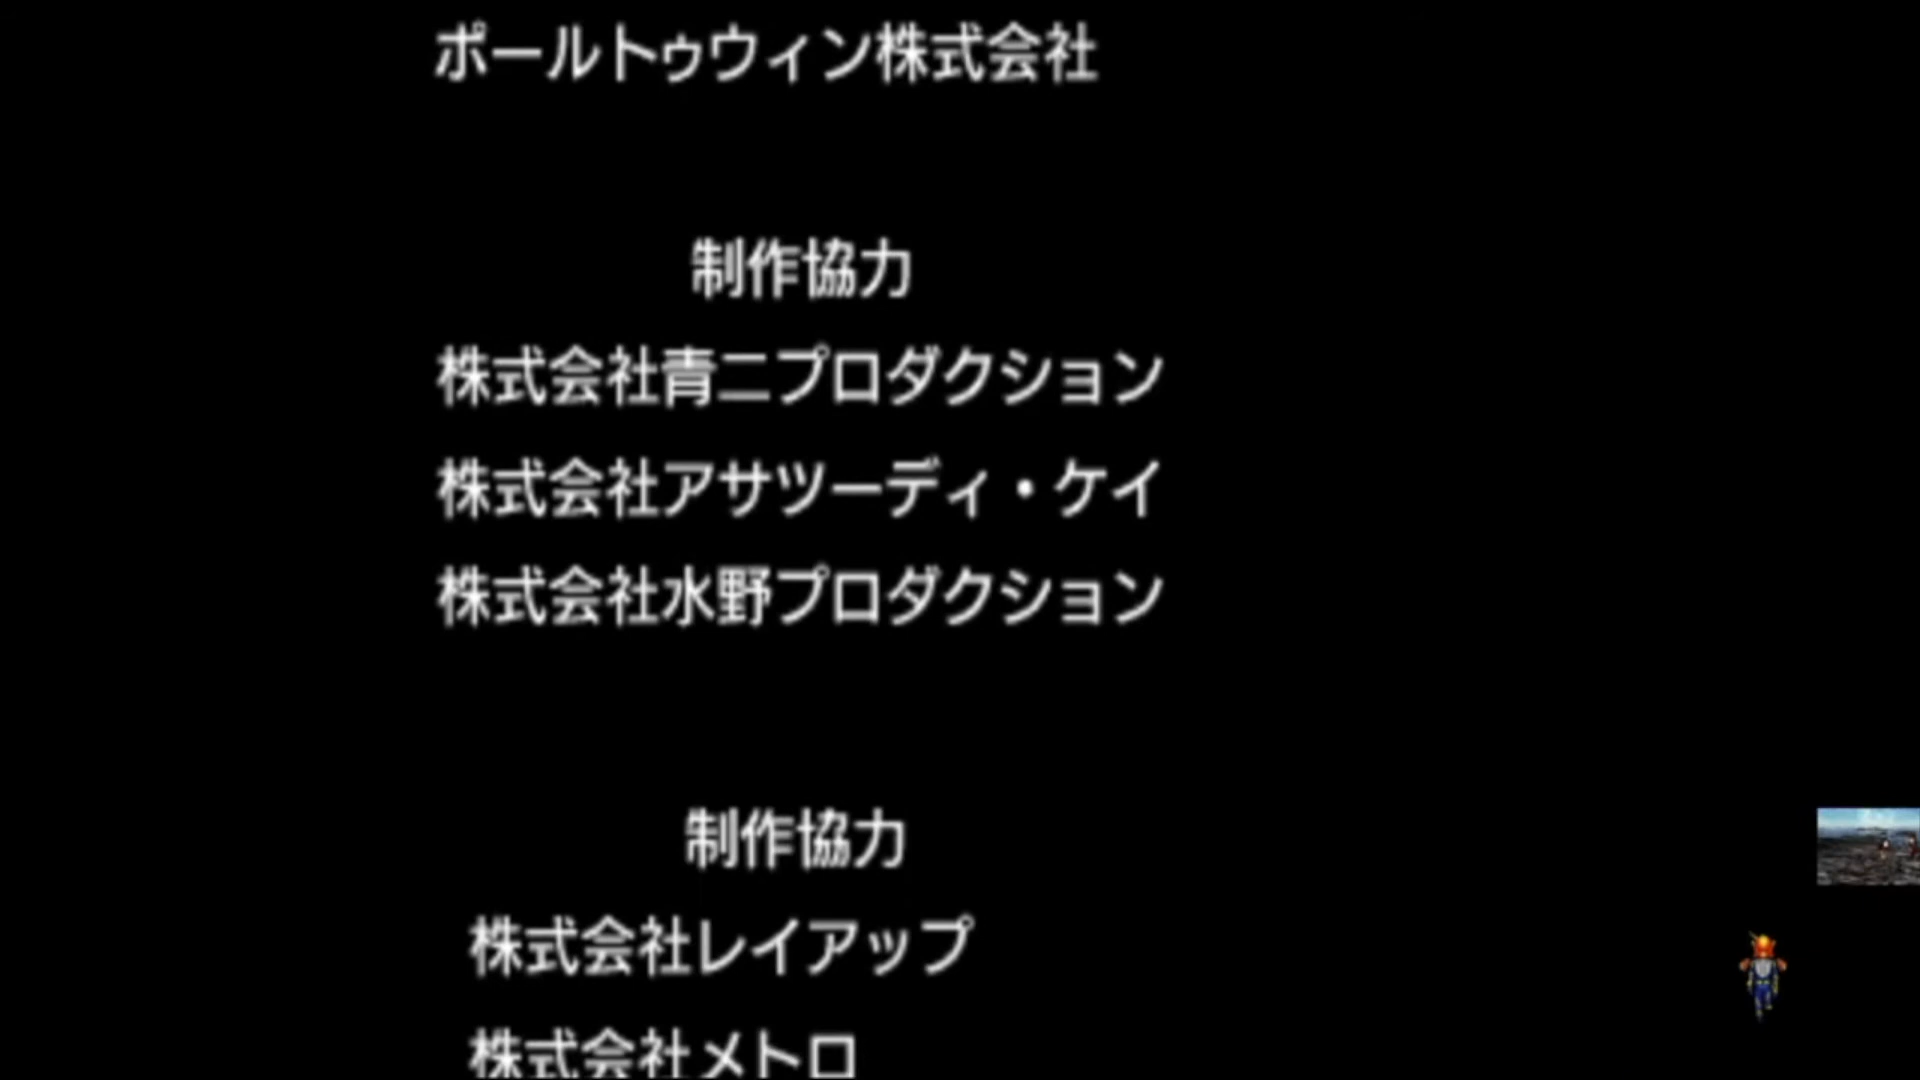 ポールトゥウィン株式会社
制作協力
株式会社青二プロダクション
株式会社アサツーディ・ケイ
株式会社水野プロダクション
制作協力
株式会社レイアップ
株式会社メトロ